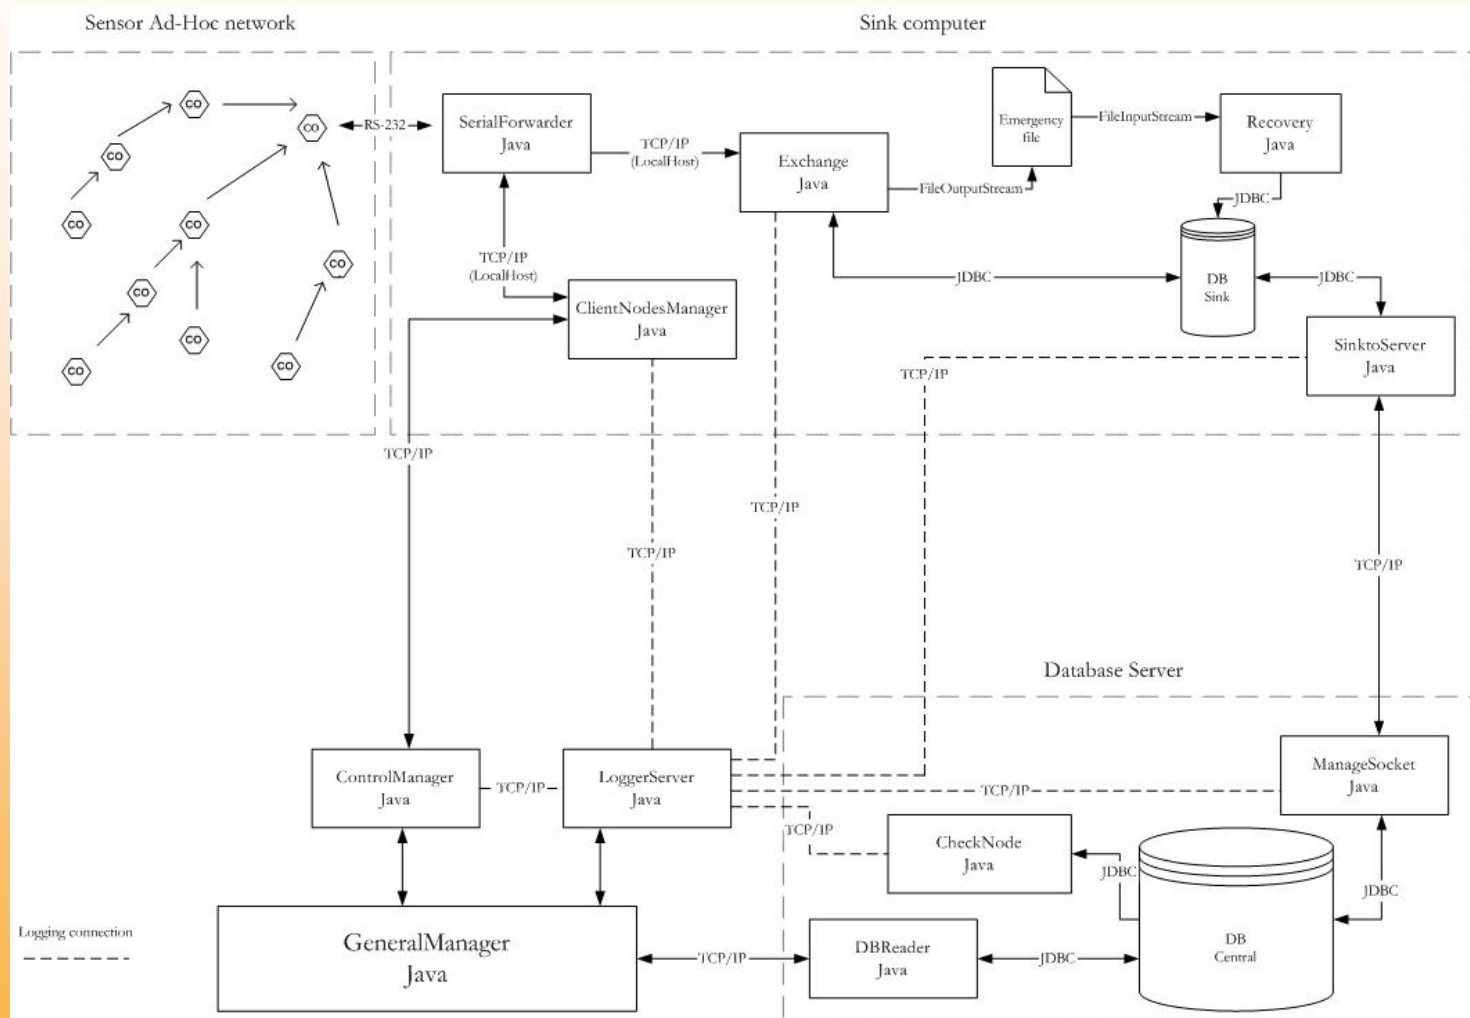 Sensor Ad-Hoc network
Sink computer
CO
CO
CO
CO
CO
CO
CO
CO
CO
CO
CO
RS-232
SerialForwarder
Java
TCP/IP
(LocalHost)
Exchange
Java
FileOutputStream
Emergency
file
FileInputStream
Recovery
Java
JDBC
TCP/IP
(LocalHost)
ClientNodesManager
Java
JDBC
DB
Sink
JDBC
SinktoServer
Java
TCP/IP
TCP/IP
TCP/IP
TCP/IP
TCP/IP
Database Server
ControlManager
Java
TCP/IP
LoggerServer
Java
TCP/IP
ManageSocket
Java
TCP/IP
CheckNode
Java
JDBC
JDBC
Logging connection
GeneralManager
Java
TCP/IP
DBReader
Java
JDBC
DB
Central